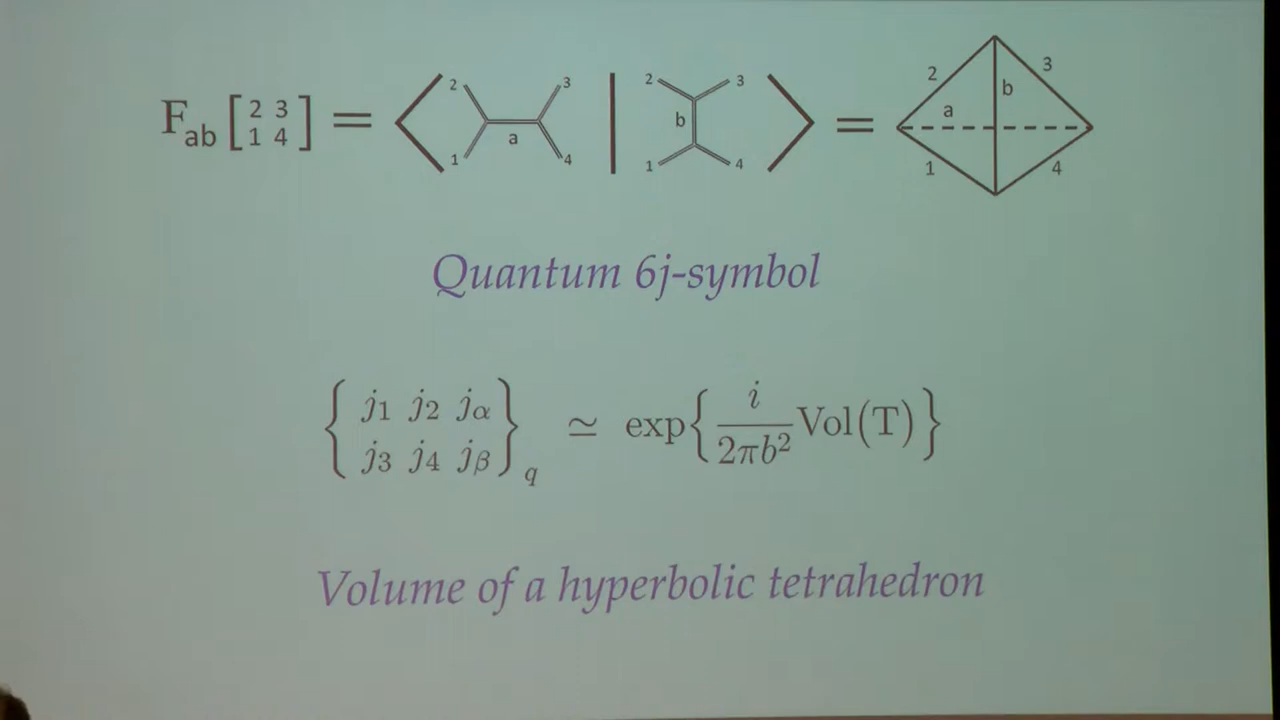 F_ab [2 3 / 1 4] = ⟨ 2 3 a 1 4 | 2 3 b 1 4 ⟩ = 2 3 a b 1 4
Quantum 6j-symbol
{ j1 j2 jα / j3 j4 jβ }_q ≃ exp{ i / 2πb² Vol(T) }
Volume of a hyperbolic tetrahedron